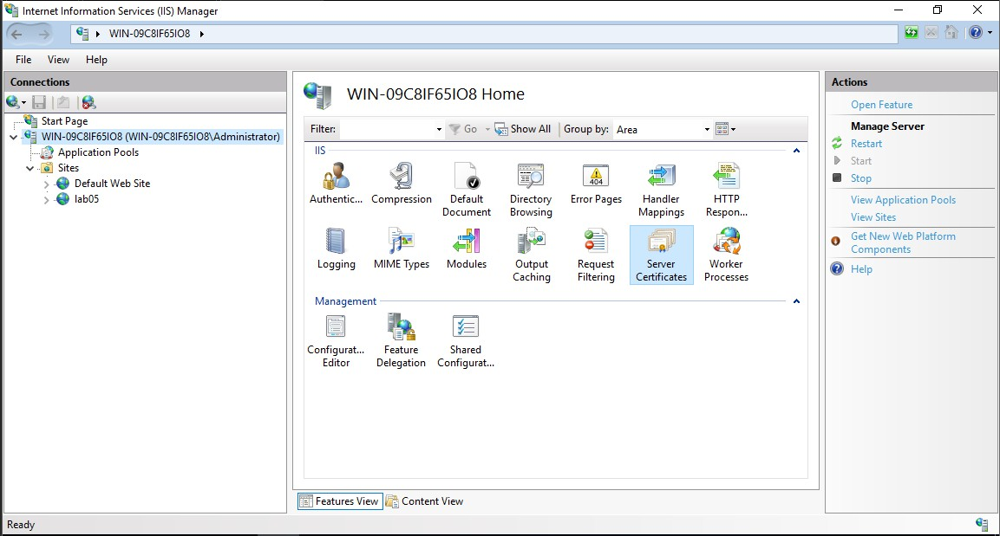 Internet Information Services (IIS) Manager
WIN-09C8IF65IO8
File View Help
Connections
Start Page
WIN-09C8IF65IO8 (WIN-09C8IF65IO8\Administrator)
Application Pools
Sites
Default Web Site
lab05
WIN-09C8IF65IO8 Home
Filter: Go Show All Group by: Area
IIS
Authentic...
Compression
Default
Document
Directory
Browsing
Error Pages
404
Handler
Mappings
HTTP
Respon...
Logging
MIME Types
Modules
Output
Caching
Request
Filtering
Server
Certificates
Worker
Processes
Management
Configurat...
Editor
Feature
Delegation
Shared
Configurat...
Features View Content View
Actions
Open Feature
Manage Server
Restart
Start
Stop
View Application Pools
View Sites
Get New Web Platform
Components
Help
Ready